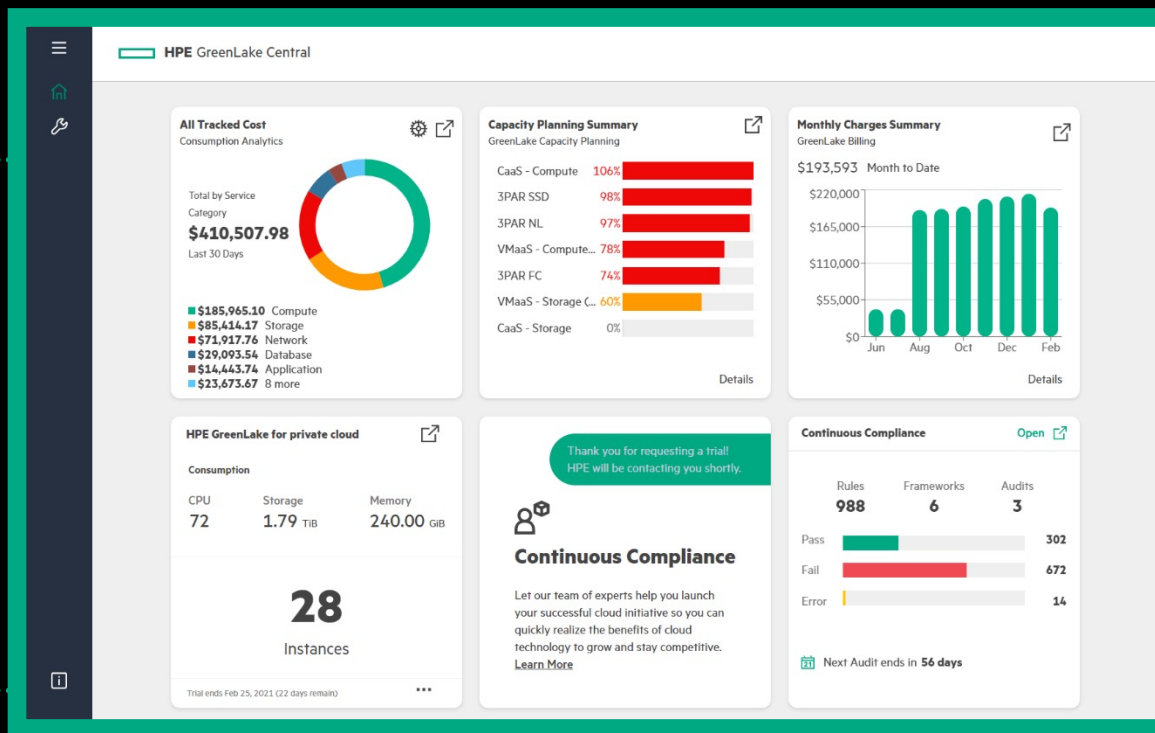 HPE GreenLake Central
All Tracked Cost
Consumption Analytics
Total by Service
Category
$410,507.98
Last 30 Days
$185,965.10 Compute
$85,414.17 Storage
$71,917.76 Network
$29,093.54 Database
$14,443.74 Application
$23,673.67 8 more
Capacity Planning Summary
GreenLake Capacity Planning
CaaS - Compute 106%
3PAR SSD 98%
3PAR NL 97%
VMaaS - Compute... 78%
3PAR FC 74%
VMaaS - Storage (... 60%
CaaS - Storage 0%
Details
Monthly Charges Summary
GreenLake Billing
$193,593 Month to Date
$220,000
$165,000
$110,000
$55,000
$0
Jun Aug Oct Dec Feb
Details
HPE GreenLake for private cloud
Consumption
CPU Storage Memory
72 1.79 TiB 240.00 GiB
28
Instances
Trial ends Feb 25, 2021 (22 days remain)
Thank you for requesting a trial!
HPE will be contacting you shortly.
Continuous Compliance
Let our team of experts help you launch
your successful cloud initiative so you can
quickly realize the benefits of cloud
technology to grow and stay competitive.
Learn More
Continuous Compliance Open
Rules Frameworks Audits
988 6 3
Pass 302
Fail 672
Error 14
21 Next Audit ends in 56 days